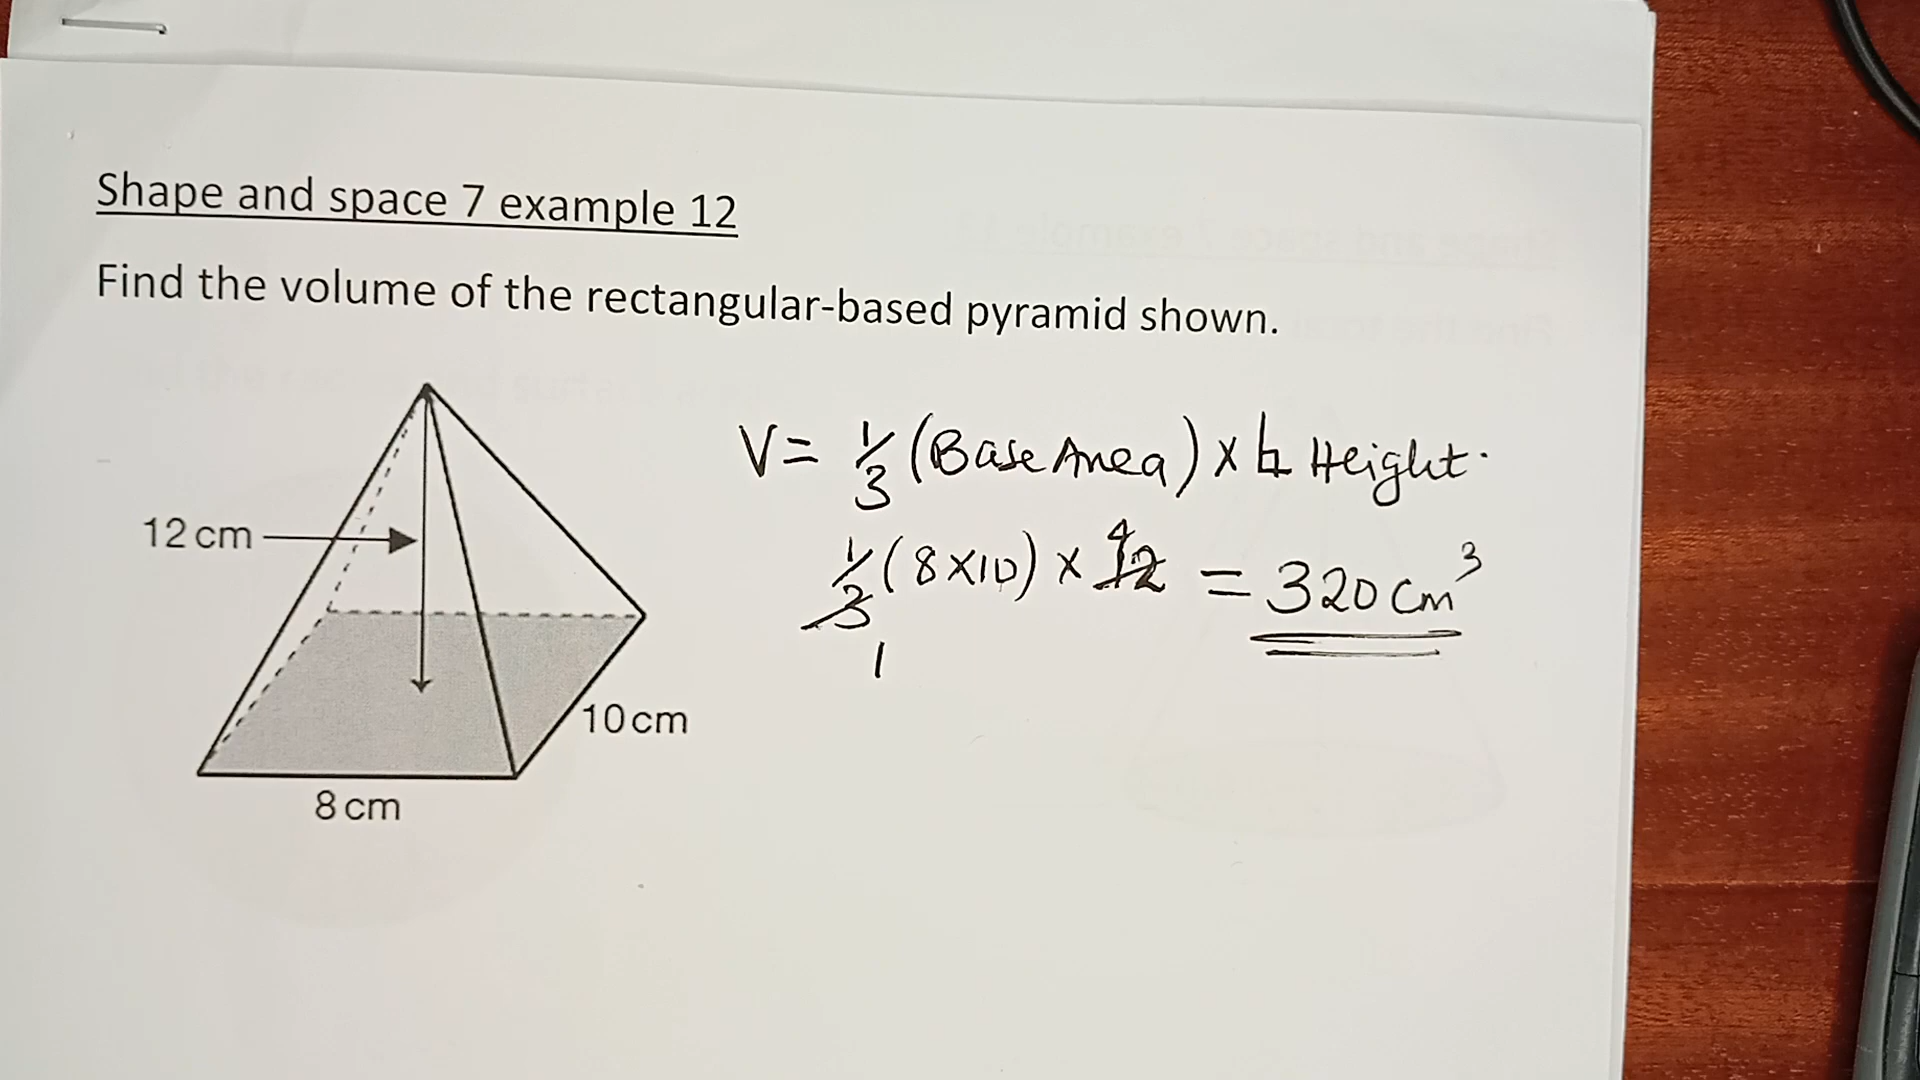 Shape and space 7 example 12
Find the volume of the rectangular-based pyramid shown.
V = 1/3 (Base Area) x h Height.
12 cm
1/3 (8 x 10) x 12 4 = 320 cm³
1
10 cm
8 cm